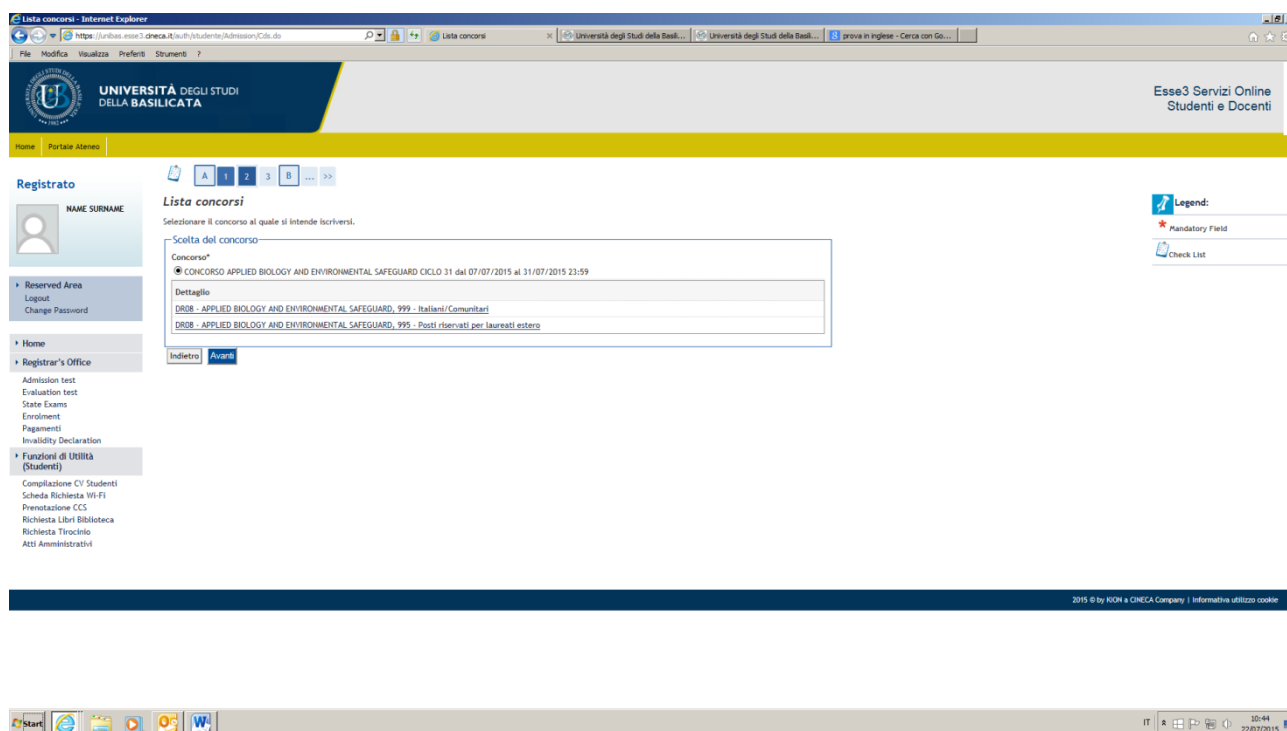 Lista concorsi - Internet Explorer
https://unibas.esse3.cineca.it/auth/studente/Admission/Cds.do
Lista concorsi
Università degli Studi della Basili...
Università degli Studi della Basili...
prova in inglese - Cerca con Go...
File Modifica Visualizza Preferiti Strumenti ?
UNIVERSITÀ DEGLI STUDI
DELLA BASILICATA
Esse3 Servizi Online
Studenti e Docenti
Home Portale Ateneo
Registrato
NAME SURNAME
Reserved Area
Logout
Change Password
Home
Registrar's Office
Admission test
Evaluation test
State Exams
Enrolment
Pagamenti
Invalidity Declaration
Funzioni di Utilità
(Studenti)
Compilazione CV Studenti
Scheda Richiesta Wi-Fi
Prenotazione CCS
Richiesta Libri Biblioteca
Richiesta Tirocinio
Atti Amministrativi
A 1 2 3 B ... >>
Lista concorsi
Selezionare il concorso al quale si intende iscriversi.
Scelta del concorso
Concorso*
CONCORSO APPLIED BIOLOGY AND ENVIRONMENTAL SAFEGUARD CICLO 31 dal 07/07/2015 al 31/07/2015 23:59
Dettaglio
DR08 - APPLIED BIOLOGY AND ENVIRONMENTAL SAFEGUARD, 999 - Italiani/Comunitari
DR08 - APPLIED BIOLOGY AND ENVIRONMENTAL SAFEGUARD, 995 - Posti riservati per laureati estero
Indietro Avanti
Legend:
* Mandatory Field
Check List
2015 © by KION a CINECA Company | Informativa utilizzo cookie
Start
IT
10:44
22/07/2015